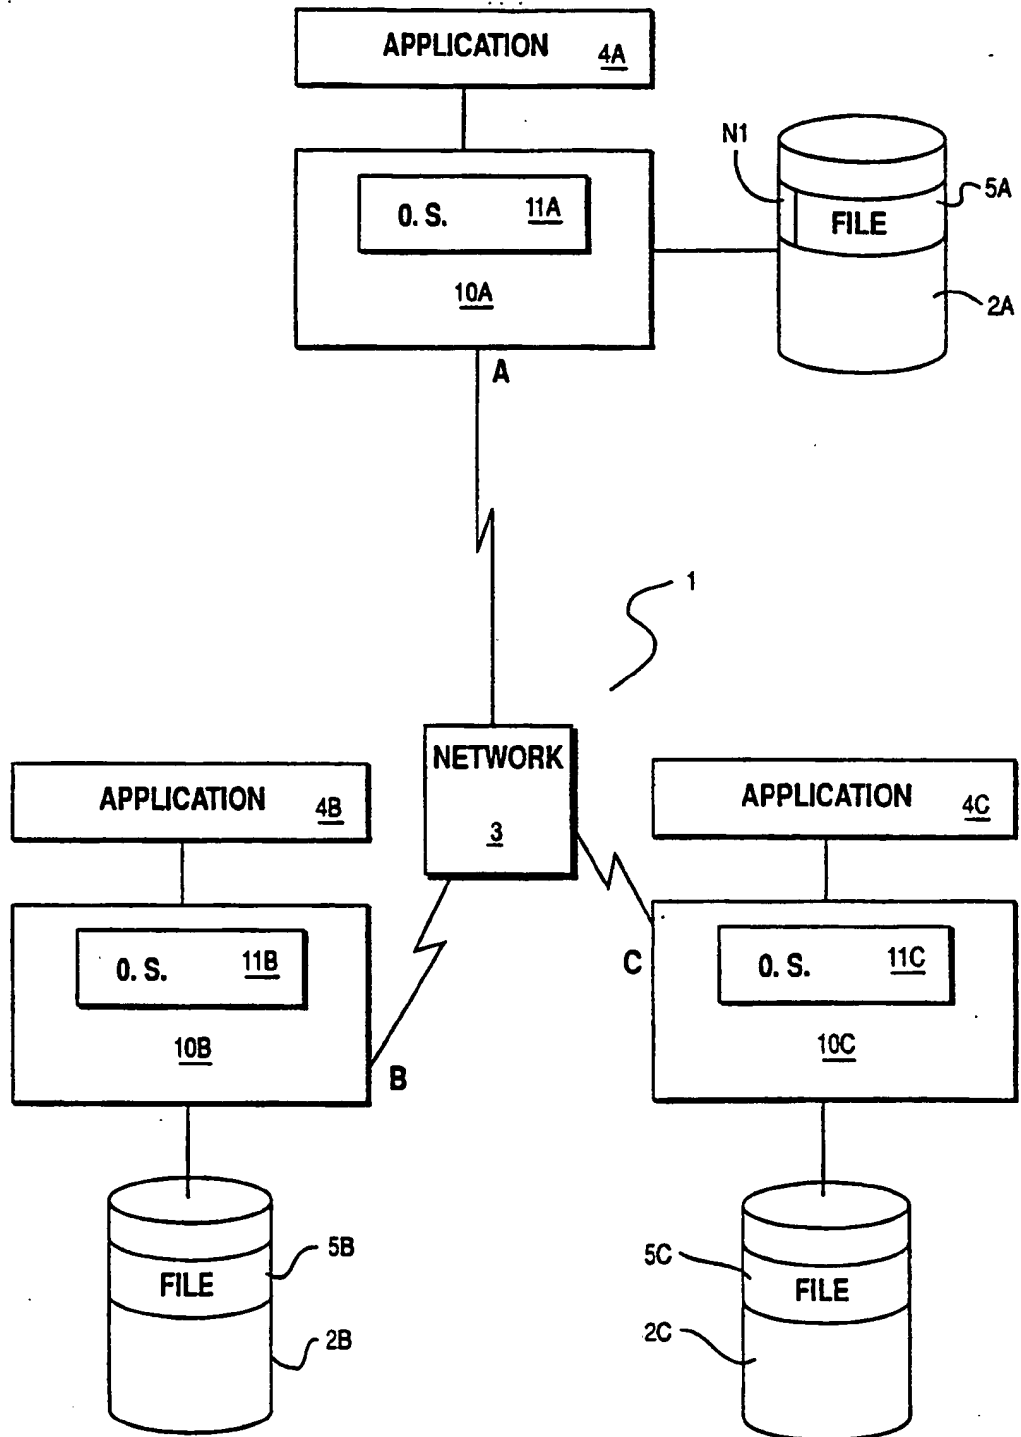 APPLICATION 4A
N1
O. S. 11A
5A
FILE
10A
2A
A
1
NETWORK
3
APPLICATION 4B
APPLICATION 4C
O. S. 11B
C
O. S. 11C
10B
10C
B
5B
FILE
2B
5C
FILE
2C